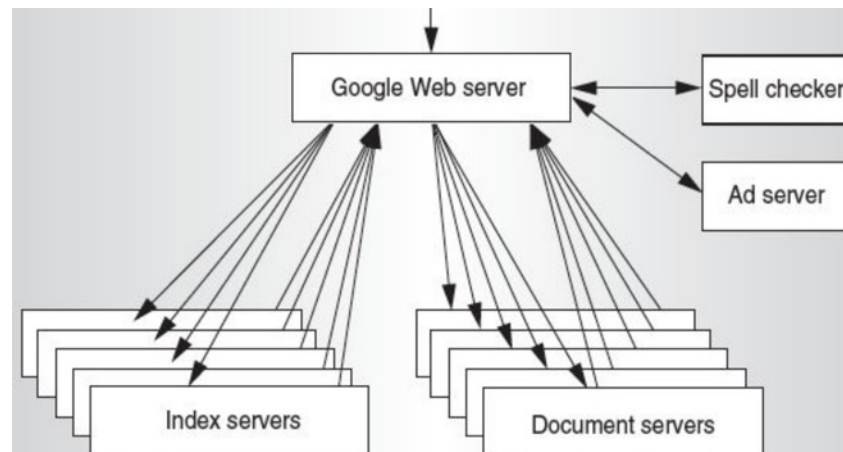 Google Web server
Spell checker
Ad server
Index servers
Document servers